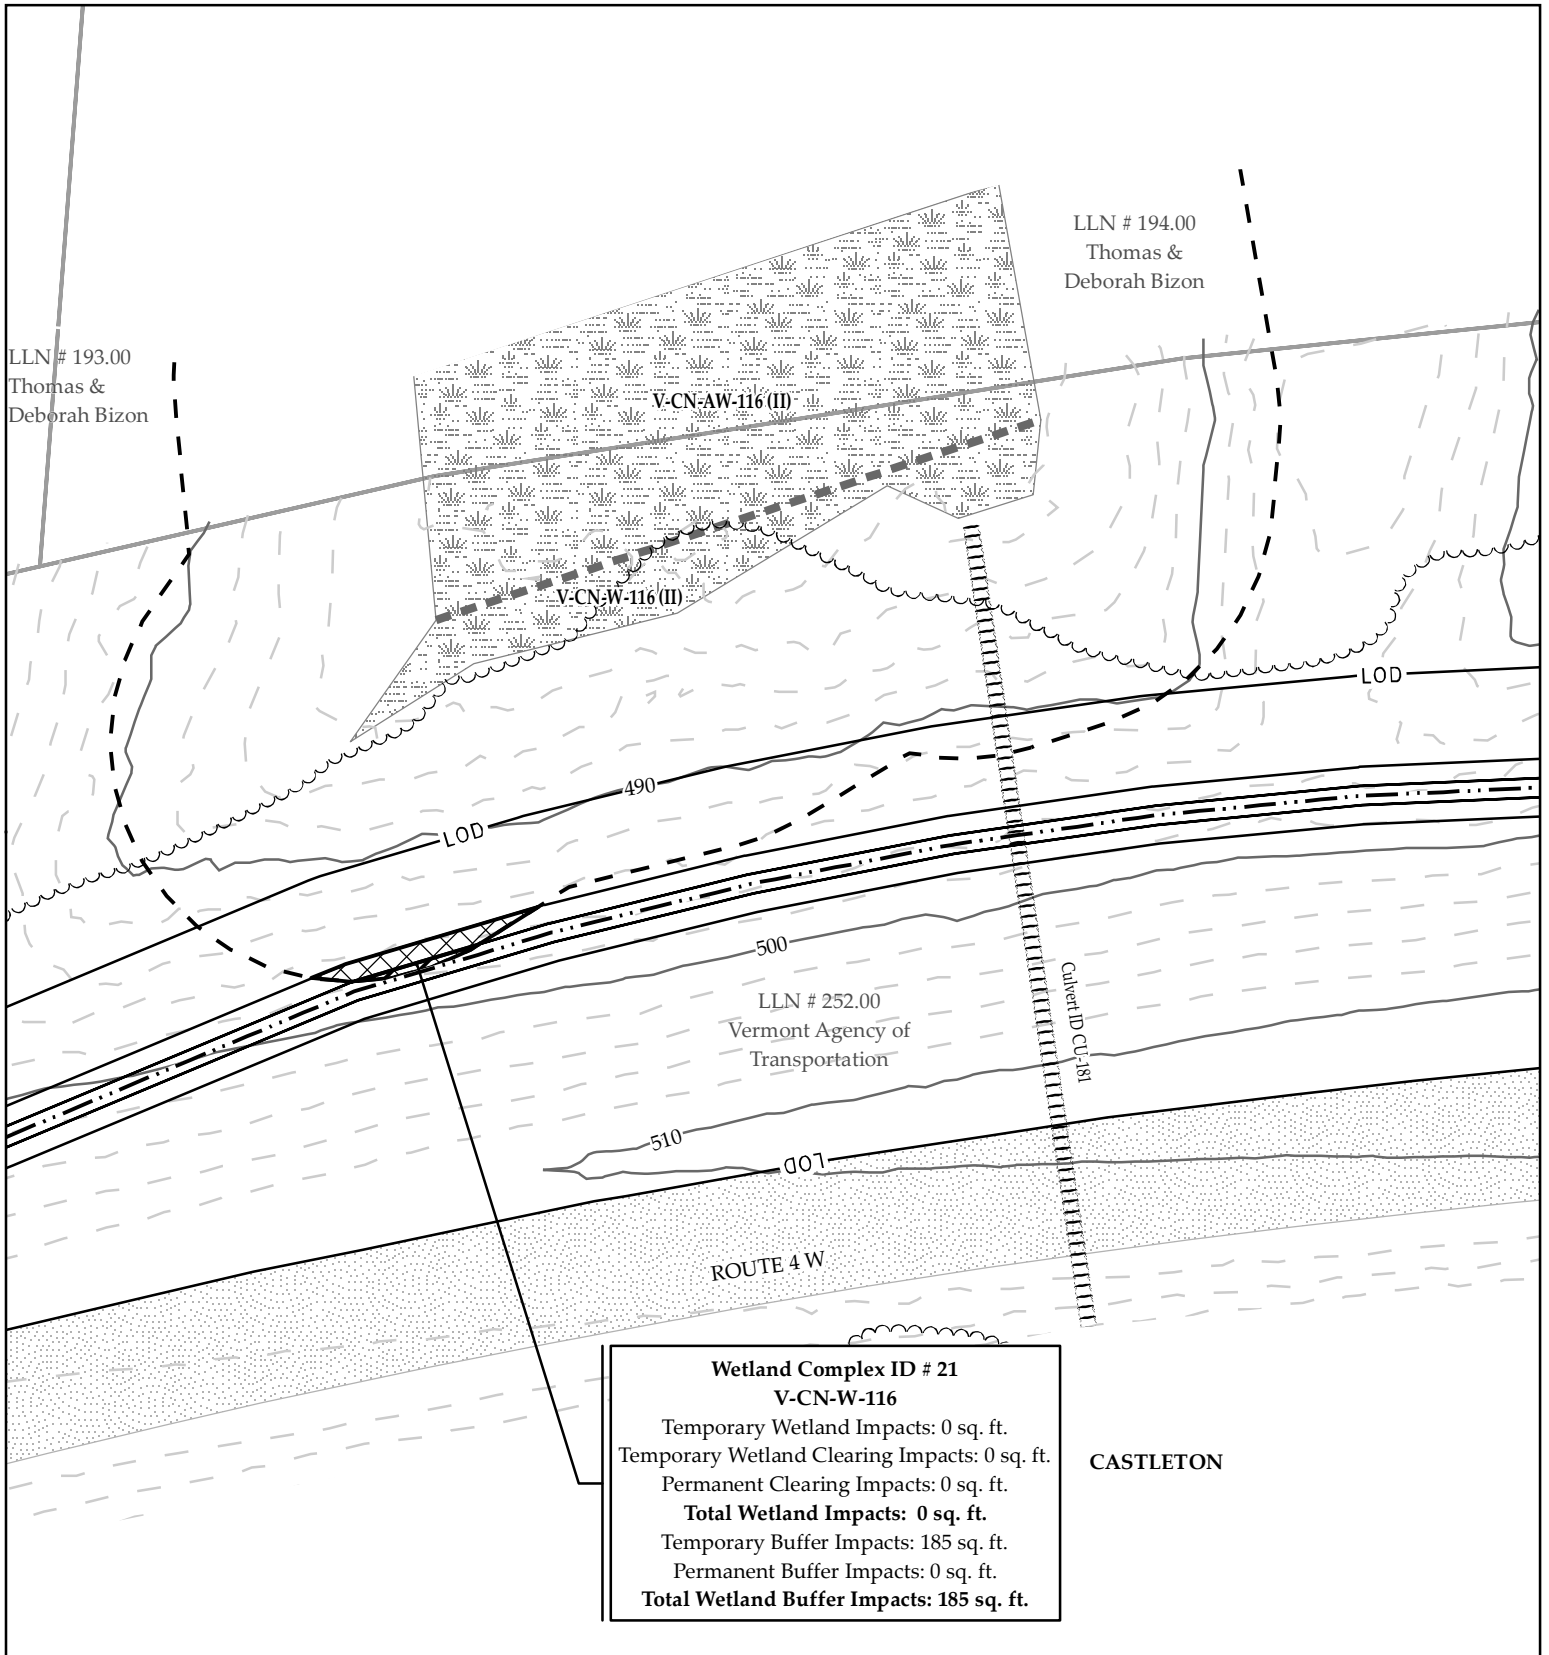 LLN # 194.00
Thomas &
Deborah Bizon
LLN # 193.00
Thomas &
Deborah Bizon
V-CN-AW-116 (II)
V-CN-W-116 (II)
LOD
490
LOD
500
LLN # 252.00
Vermont Agency of
Transportation
Culvert ID CU-181
510
LOD
ROUTE 4 W
Wetland Complex ID # 21
V-CN-W-116
Temporary Wetland Impacts: 0 sq. ft.
Temporary Wetland Clearing Impacts: 0 sq. ft.
Permanent Clearing Impacts: 0 sq. ft.
Total Wetland Impacts: 0 sq. ft.
Temporary Buffer Impacts: 185 sq. ft.
Permanent Buffer Impacts: 0 sq. ft.
Total Wetland Buffer Impacts: 185 sq. ft.
CASTLETON